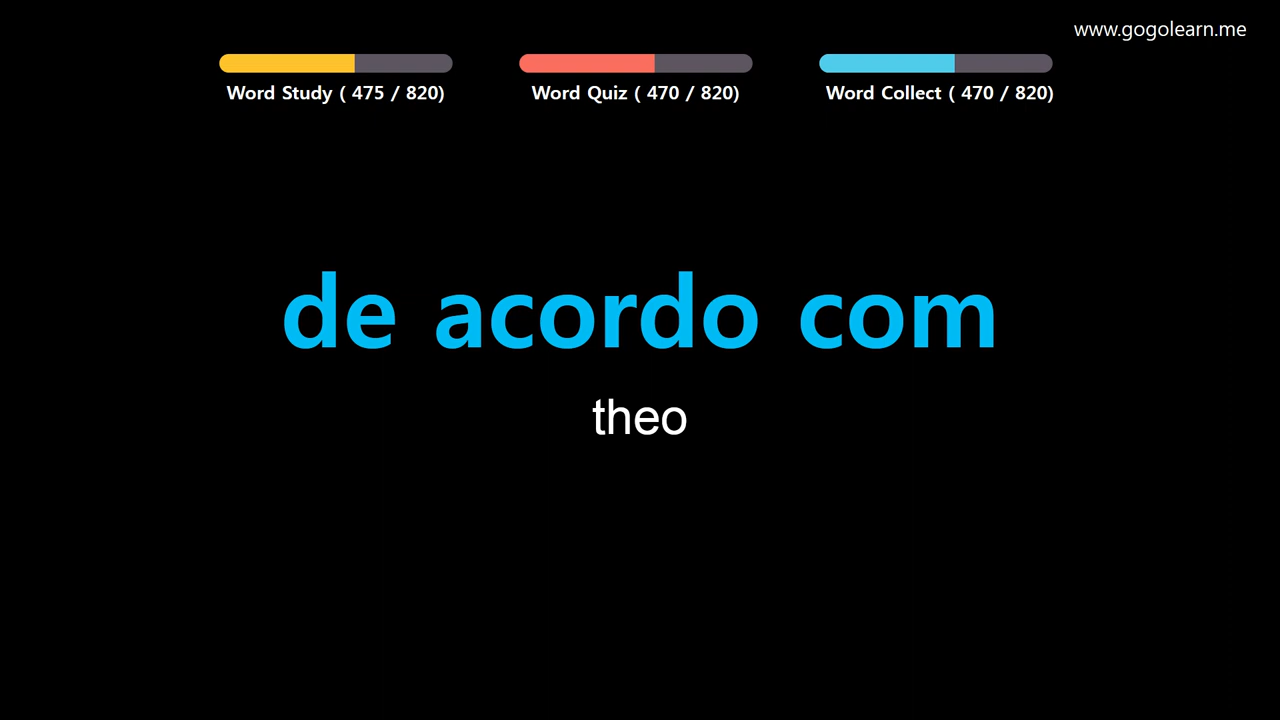 www.gogolearn.me
Word Study ( 475 / 820)
Word Quiz ( 470 / 820)
Word Collect ( 470 / 820)
de acordo com
theo